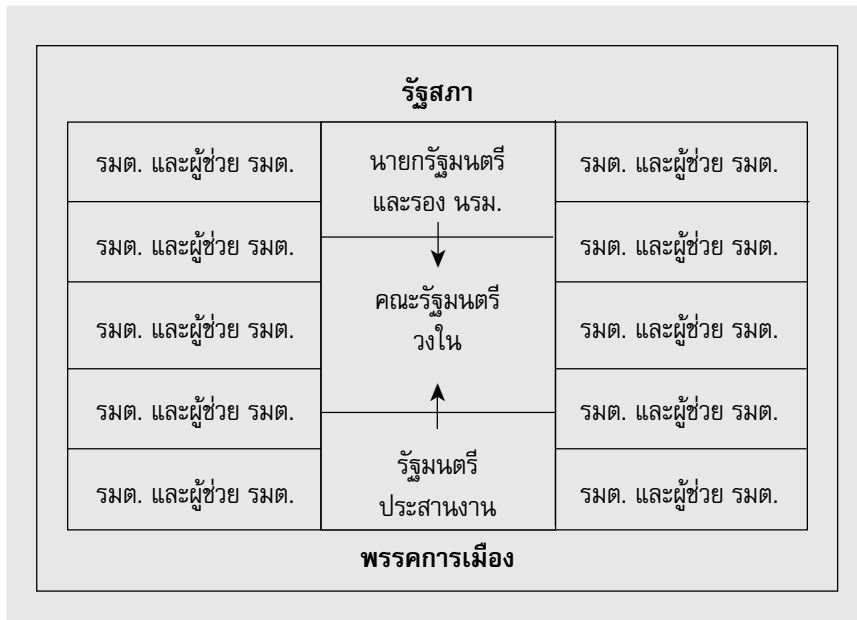 รัฐสภา
รมต. และผู้ช่วย รมต.
นายกรัฐมนตรี
และรอง นรม.
รมต. และผู้ช่วย รมต.
รมต. และผู้ช่วย รมต.
รมต. และผู้ช่วย รมต.
คณะรัฐมนตรี
วงใน
รมต. และผู้ช่วย รมต.
รมต. และผู้ช่วย รมต.
รมต. และผู้ช่วย รมต.
รมต. และผู้ช่วย รมต.
รัฐมนตรี
ประสานงาน
รมต. และผู้ช่วย รมต.
รมต. และผู้ช่วย รมต.
พรรคการเมือง